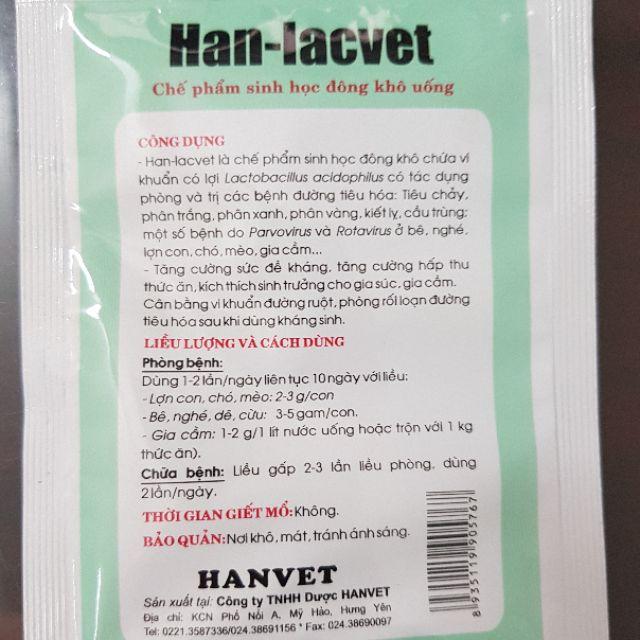 Han-lacvet
Chế phẩm sinh học đông khô uống
CÔNG DỤNG
- Han-lacvet là chế phẩm sinh học đông khô chứa vi
khuẩn có lợi Lactobacillus acidophilus có tác dụng
phòng và trị các bệnh đường tiêu hóa: Tiêu chảy,
phân trắng, phân xanh, phân vàng, kiết lỵ, cầu trùng;
một số bệnh do Parvovirus và Rotavirus ở bê, nghé,
lợn con, chó, mèo, gia cầm...
- Tăng cường sức đề kháng, tăng cường hấp thu
thức ăn, kích thích sinh trưởng cho gia súc, gia cầm.
Cân bằng vi khuẩn đường ruột, phòng rối loạn đường
tiêu hóa sau khi dùng kháng sinh.
LIỀU LƯỢNG VÀ CÁCH DÙNG
Phòng bệnh:
Dùng 1-2 lần/ngày liên tục 10 ngày với liều:
- Lợn con, chó, mèo: 2-3 g/con
- Bê, nghé, dê, cừu: 3-5 gam/con.
- Gia cầm: 1-2 g/1 lít nước uống hoặc trộn với 1 kg
thức ăn).
Chữa bệnh: Liều gấp 2-3 lần liều phòng, dùng
2 lần/ngày.
THỜI GIAN GIẾT MỔ: Không.
BẢO QUẢN: Nơi khô, mát, tránh ánh sáng.
HANVET
Sản xuất tại: Công ty TNHH Dược HANVET
Địa chỉ: KCN Phố Nối A, Mỹ Hào, Hưng Yên
Tel: 0221.3587336/024.38691156 * Fax: 024.38690097
8 935119 905767